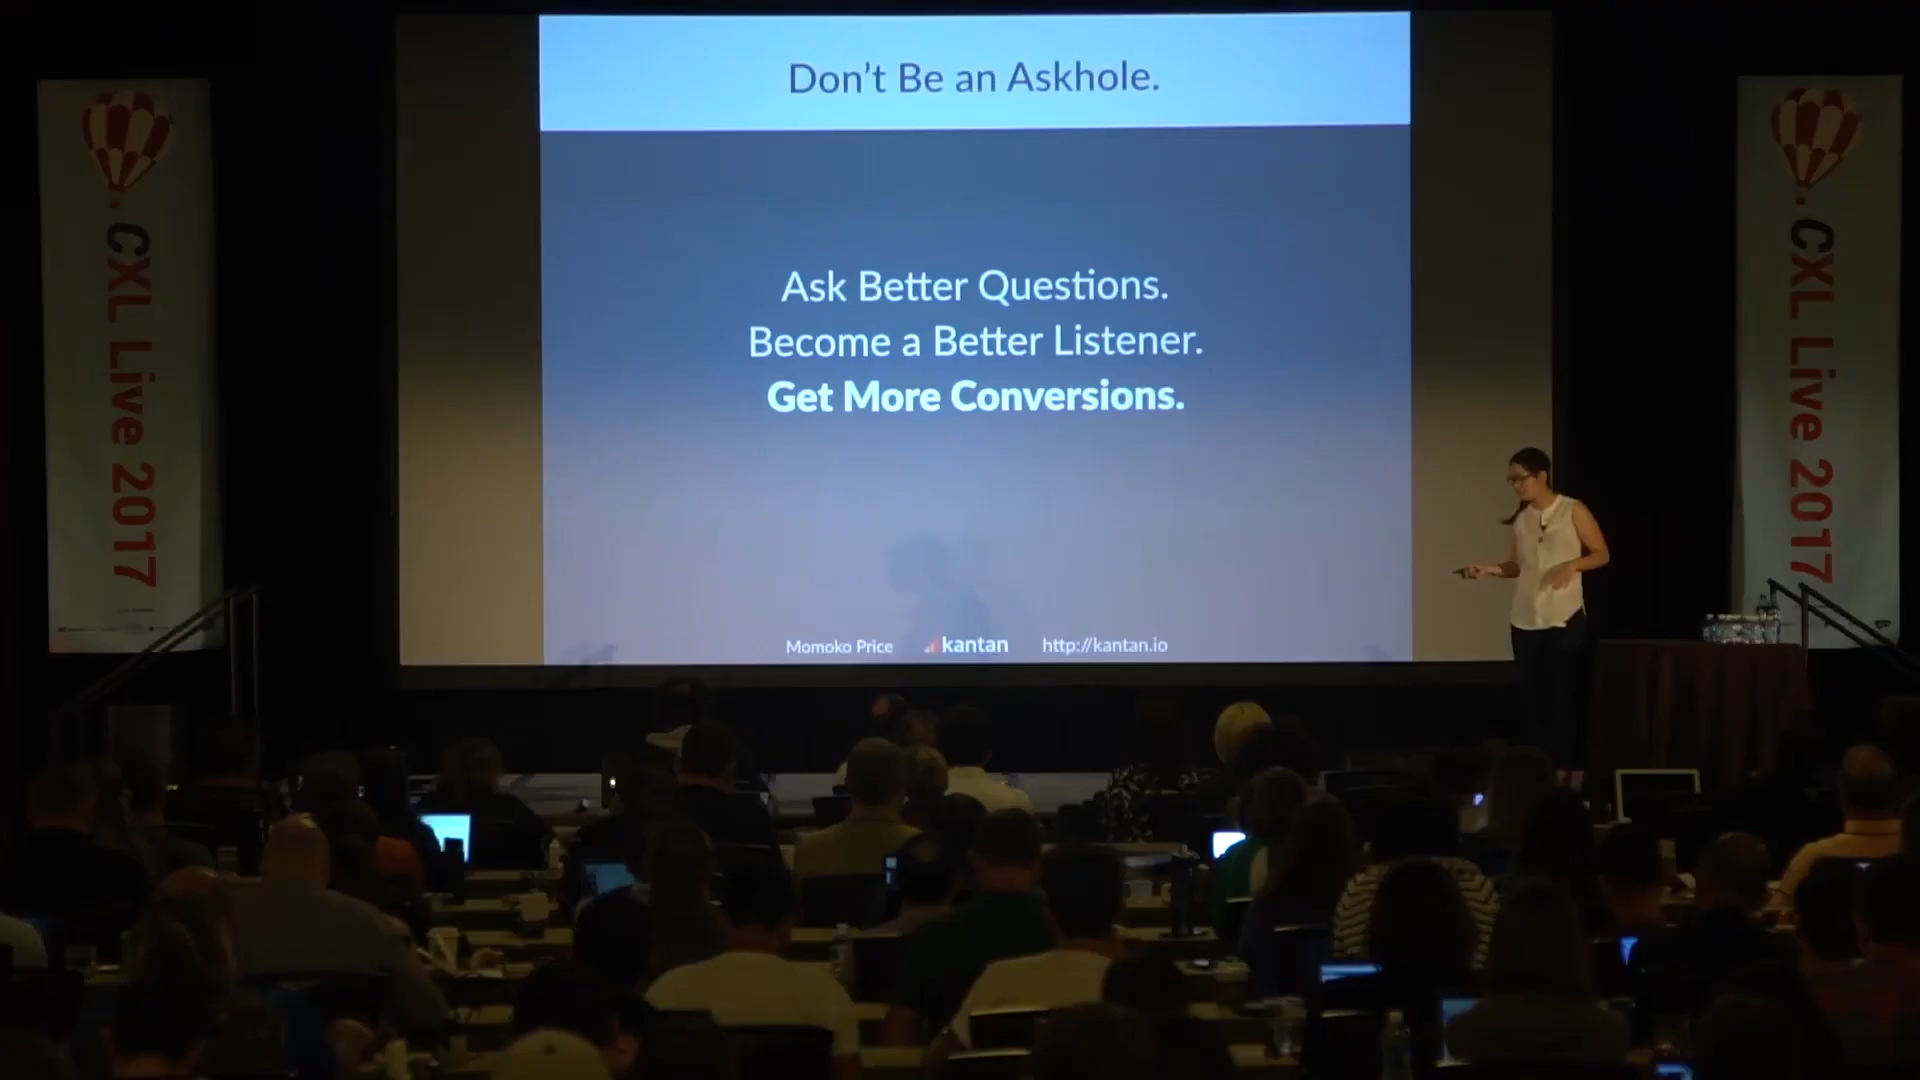 Don't Be an Askhole.
Ask Better Questions.
Become a Better Listener.
Get More Conversions.
Momoko Price kantan http://kantan.io
CXL Live 2017
CXL Live 2017